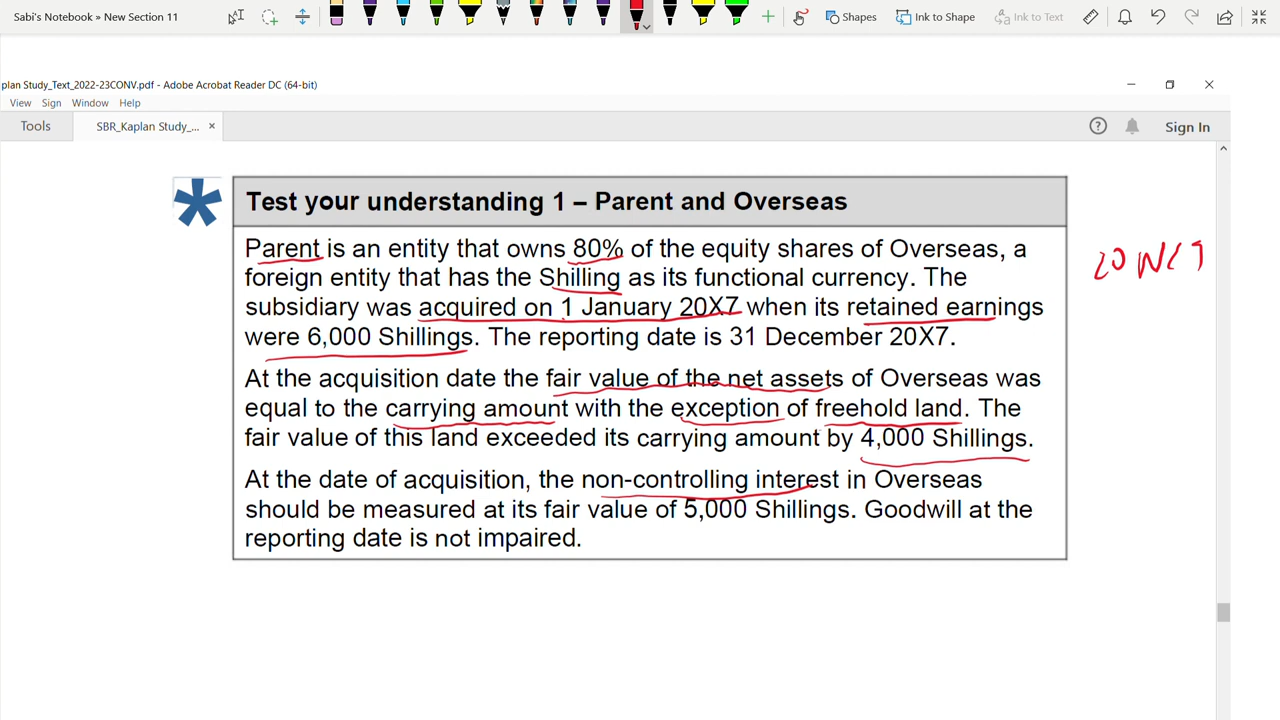 Sabi's Notebook » New Section 11
Shapes
Ink to Shape
Ink to Text
plan Study_Text_2022-23CONV.pdf - Adobe Acrobat Reader DC (64-bit)
View Sign Window Help
Tools
SBR_Kaplan Study_... ×
Sign In
Test your understanding 1 – Parent and Overseas
Parent is an entity that owns 80% of the equity shares of Overseas, a
foreign entity that has the Shilling as its functional currency. The
subsidiary was acquired on 1 January 20X7 when its retained earnings
were 6,000 Shillings. The reporting date is 31 December 20X7.
At the acquisition date the fair value of the net assets of Overseas was
equal to the carrying amount with the exception of freehold land. The
fair value of this land exceeded its carrying amount by 4,000 Shillings.
At the date of acquisition, the non-controlling interest in Overseas
should be measured at its fair value of 5,000 Shillings. Goodwill at the
reporting date is not impaired.